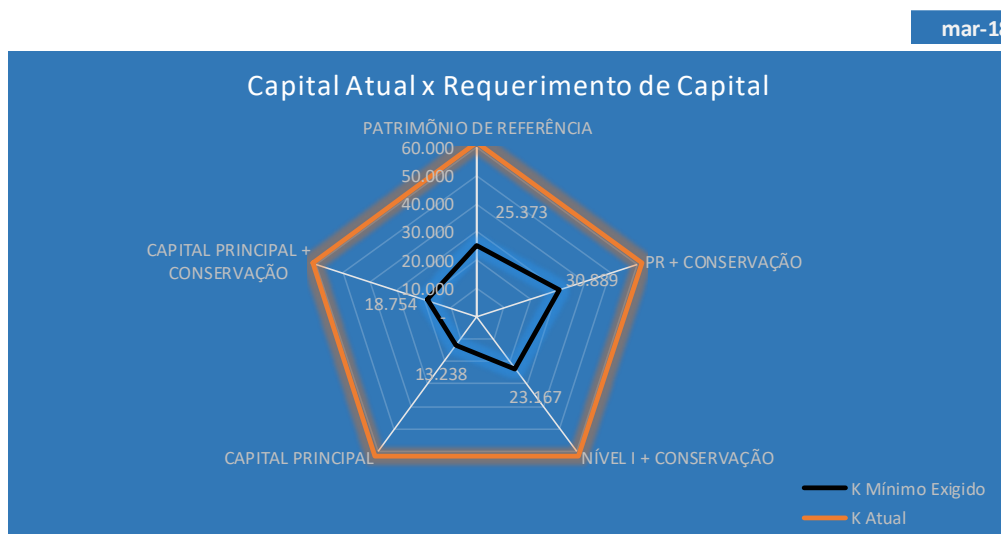 mar-18
Capital Atual x Requerimento de Capital
PATRIMÕNIO DE REFERÊNCIA
60.000
50.000
40.000
25.373
30.000
CAPITAL PRINCIPAL +
CONSERVAÇÃO
PR + CONSERVAÇÃO
20.000
30.889
10.000
18.754
-
13.238
23.167
CAPITAL PRINCIPAL
NÍVEL I + CONSERVAÇÃO
K Mínimo Exigido
K Atual